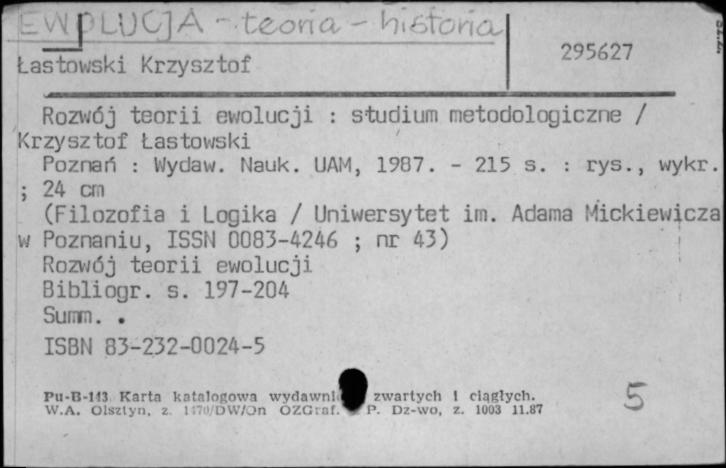 EWOLUCJA - teoria - historia
Łastowski Krzysztof
295627
Rozwój teorii ewolucji : studium metodologiczne /
Krzysztof Łastowski
Poznań : Wydaw. Nauk. UAM, 1987. - 215 s. : rys., wykr.
; 24 cm
(Filozofia i Logika / Uniwersytet im. Adama Mickiewicza
w Poznaniu, ISSN 0083-4246 ; nr 43)
Rozwój teorii ewolucji
Bibliogr. s. 197-204
Summ. .
ISBN 83-232-0024-5
Pu-B-143 Karta katalogowa zwartych i ciągłych.
W.A. Olsztyn, z. 1470/DW/On OZGraf. P. Dz-wo, z. 1003 11.87
5